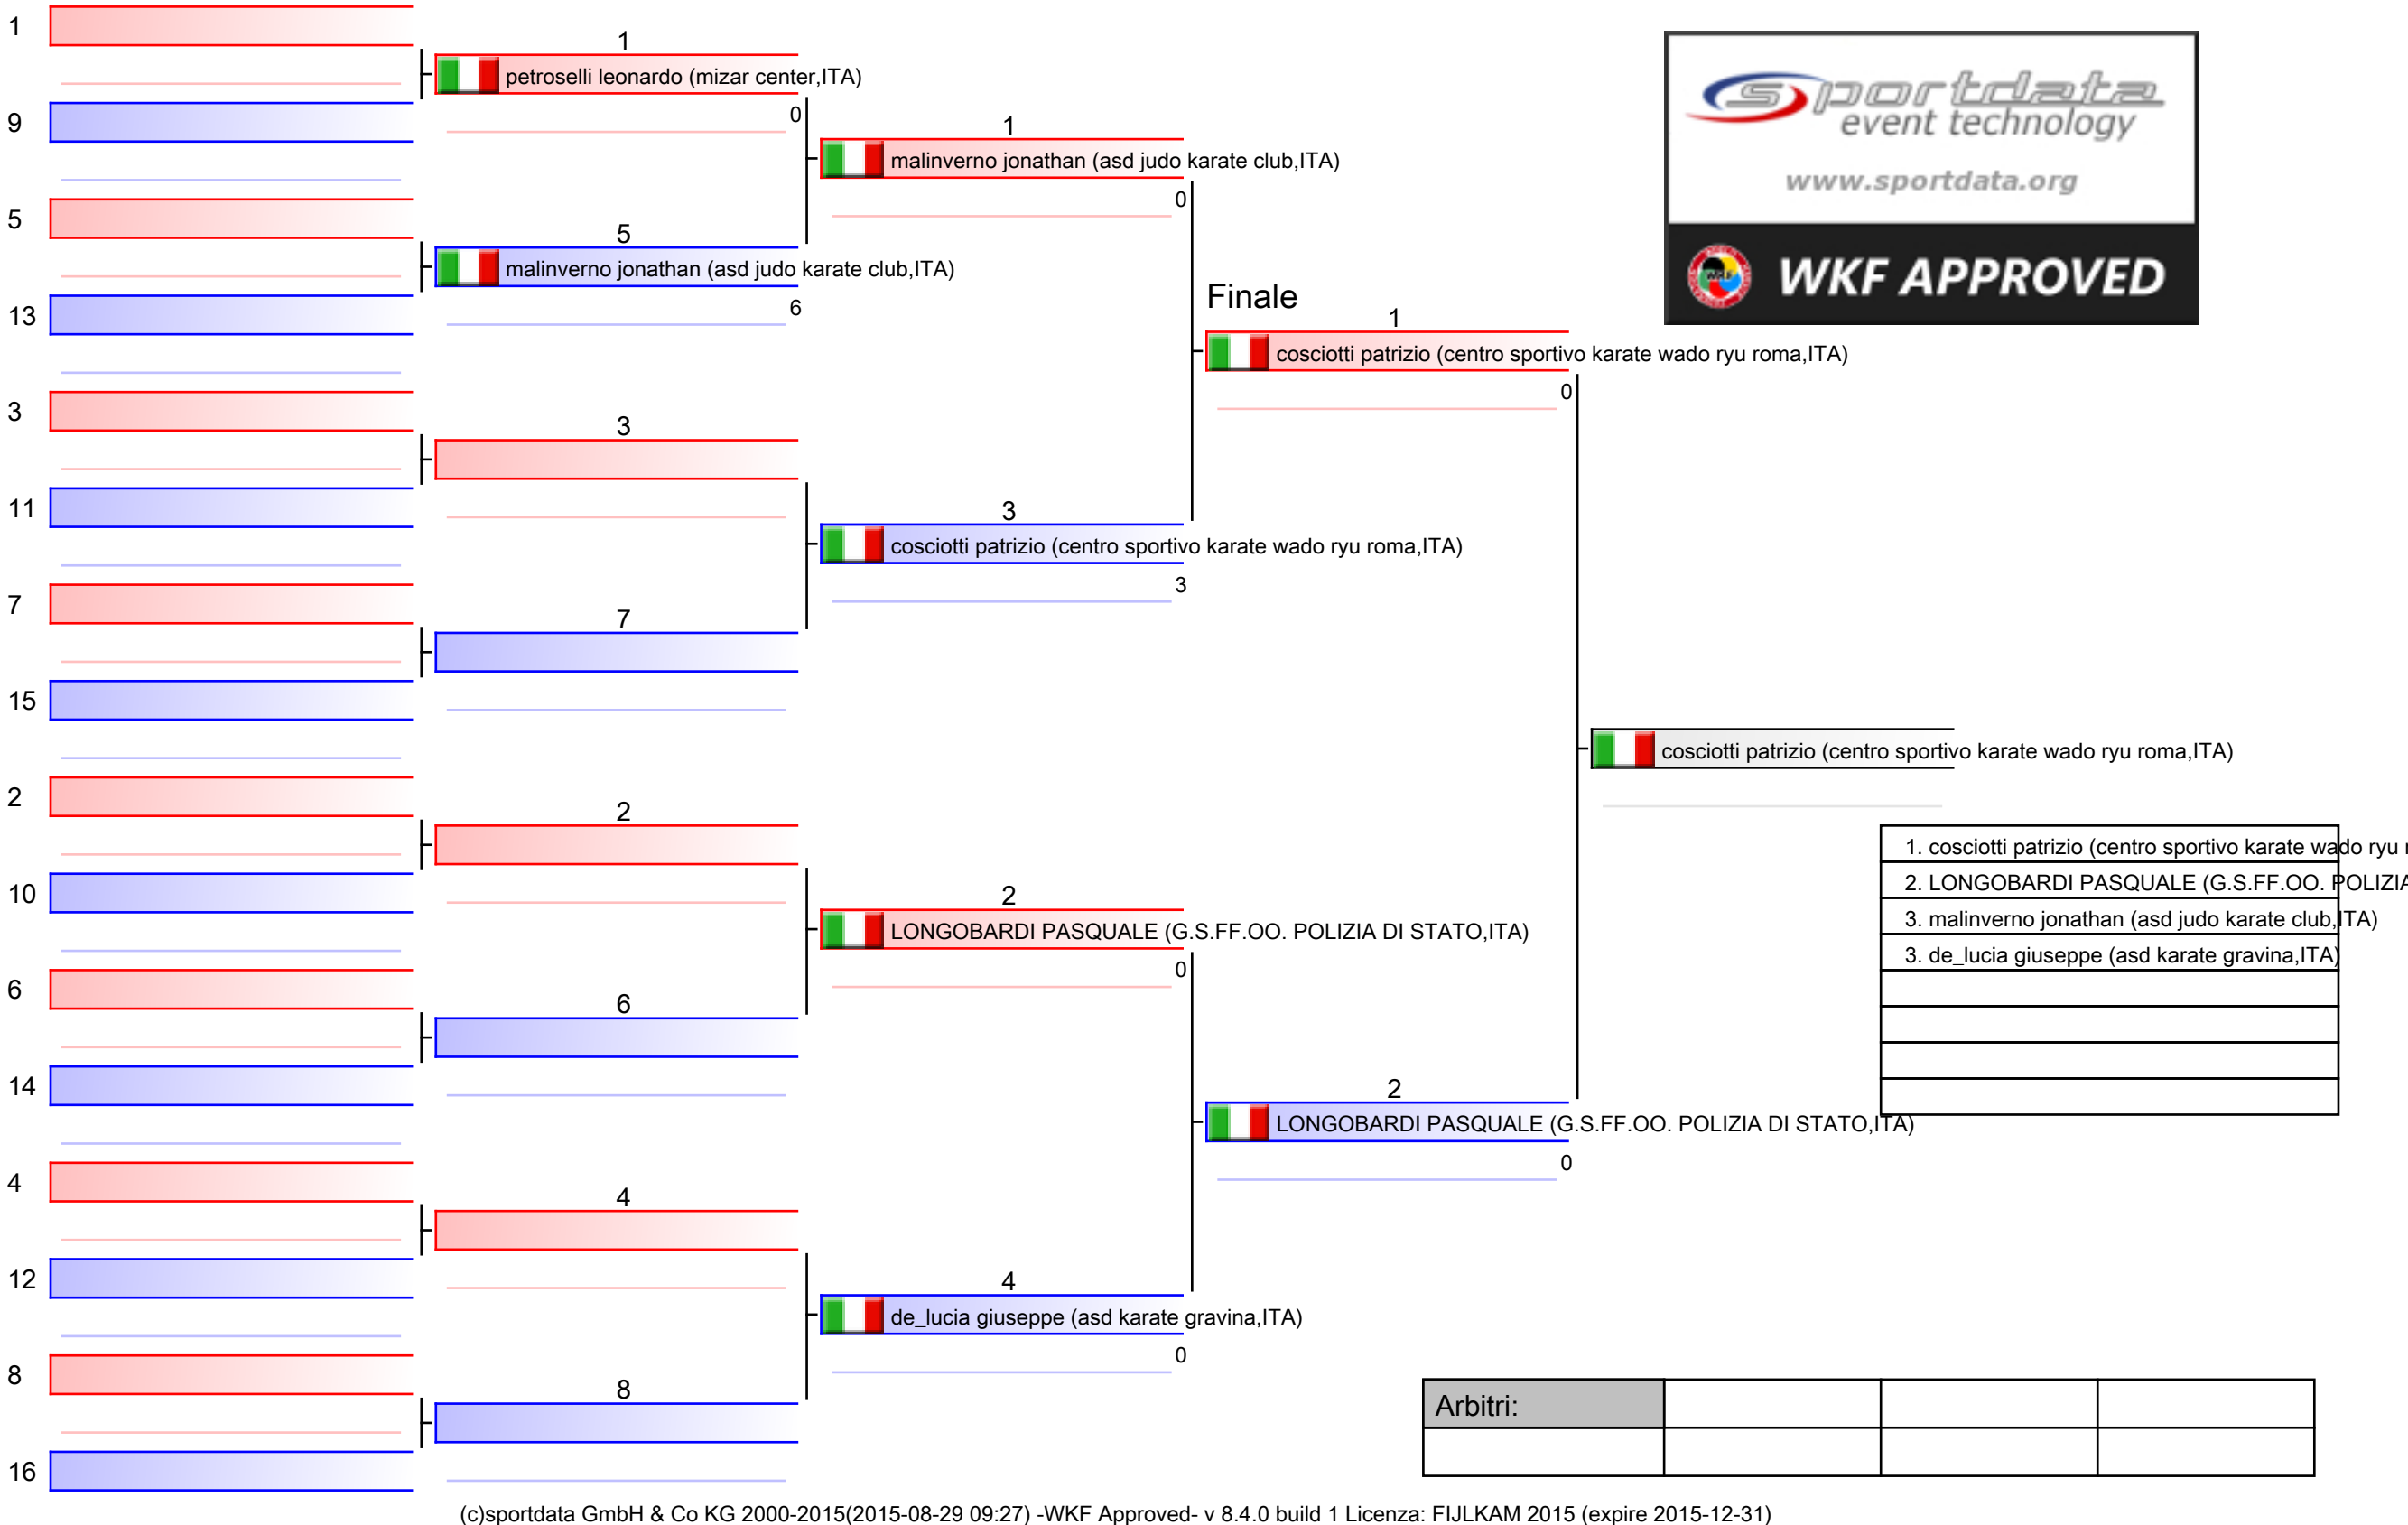 1
9
5
13
3
11
7
15
2
10
6
14
4
12
8
16
1
petroselli leonardo (mizar center,ITA)
0
5
malinverno jonathan (asd judo karate club,ITA)
6
3
7
2
6
4
8
1
malinverno jonathan (asd judo karate club,ITA)
0
3
cosciotti patrizio (centro sportivo karate wado ryu roma,ITA)
3
2
LONGOBARDI PASQUALE (G.S.FF.OO. POLIZIA DI STATO,ITA)
0
4
de_lucia giuseppe (asd karate gravina,ITA)
0
Finale
1
cosciotti patrizio (centro sportivo karate wado ryu roma,ITA)
0
2
LONGOBARDI PASQUALE (G.S.FF.OO. POLIZIA DI STATO,ITA)
0
cosciotti patrizio (centro sportivo karate wado ryu roma,ITA)
sportdata
event technology
www.sportdata.org
WKF
WKF APPROVED
1. cosciotti patrizio (centro sportivo karate wado ryu
2. LONGOBARDI PASQUALE (G.S.FF.OO. POLIZIA
3. malinverno jonathan (asd judo karate club,ITA)
3. de_lucia giuseppe (asd karate gravina,ITA)
Arbitri:
(c)sportdata GmbH & Co KG 2000-2015(2015-08-29 09:27) -WKF Approved- v 8.4.0 build 1 Licenza: FIJLKAM 2015 (expire 2015-12-31)